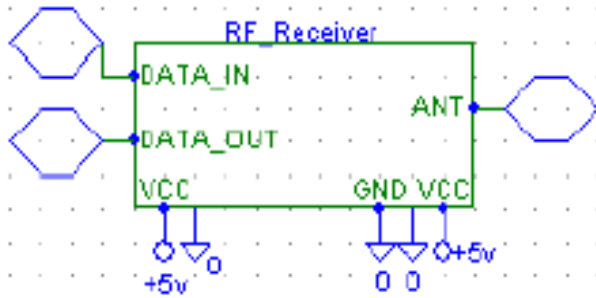 RF_Receiver
DATA_IN
ANT
DATA_OUT
VCC GND VCC
+5v 0 0 0 +5v